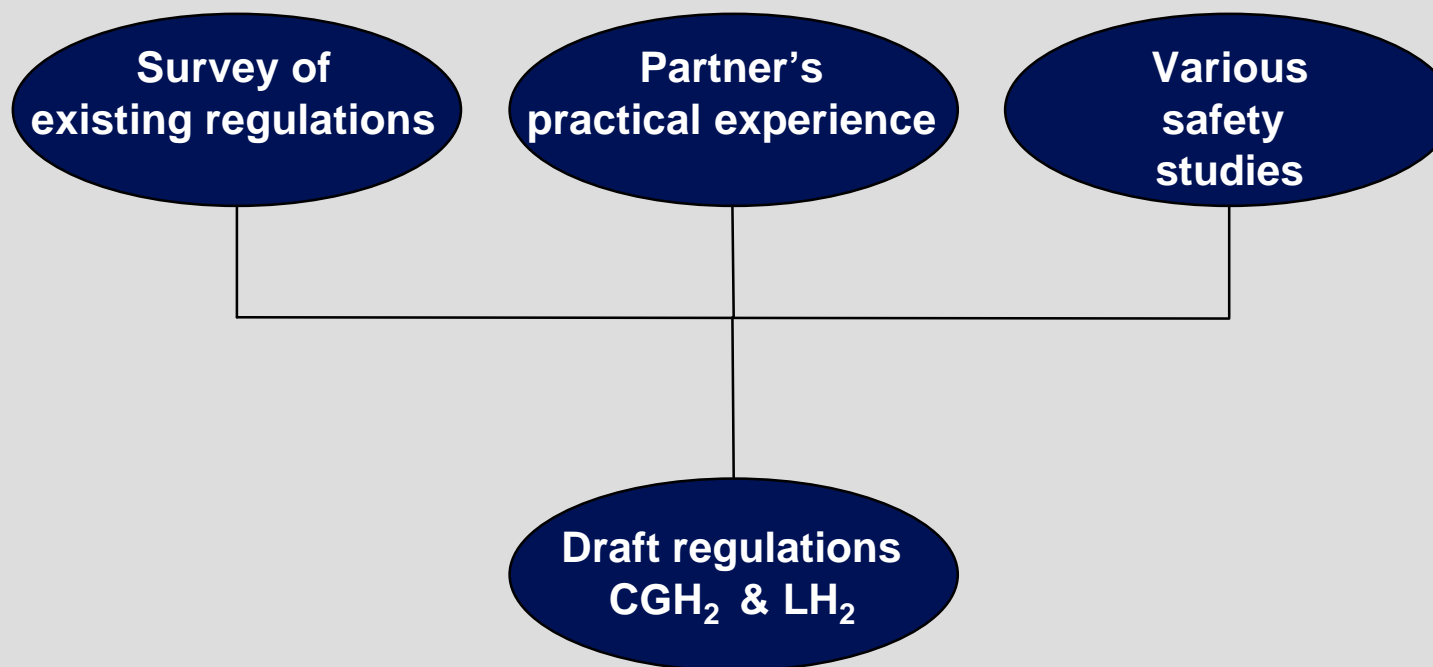 Survey of
existing regulations
Partner's
practical experience
Various
safety
studies
Draft regulations
CGH₂ & LH₂